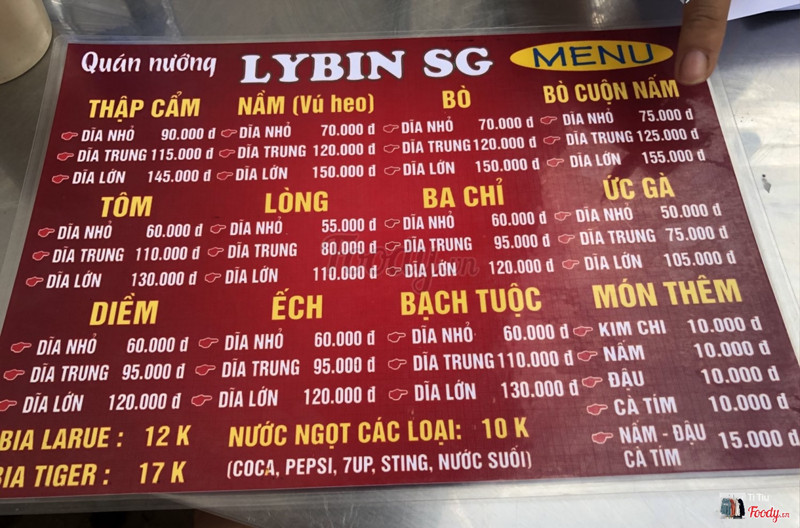 Quán nướng LYBIN SG MENU
THẬP CẨM
DĨA NHỎ 90.000 đ
DĨA TRUNG 115.000 đ
DĨA LỚN 145.000 đ
NẦM (Vú heo)
DĨA NHỎ 70.000 đ
DĨA TRUNG 120.000 đ
DĨA LỚN 150.000 đ
BÒ
DĨA NHỎ 70.000 đ
DĨA TRUNG 120.000 đ
DĨA LỚN 150.000 đ
BÒ CUỘN NẤM
DĨA NHỎ 75.000 đ
DĨA TRUNG 125.000 đ
DĨA LỚN 155.000 đ
TÔM
DĨA NHỎ 60.000 đ
DĨA TRUNG 110.000 đ
DĨA LỚN 130.000 đ
LÒNG
DĨA NHỎ 55.000 đ
DĨA TRUNG 80.000 đ
DĨA LỚN 110.000 đ
BA CHỈ
DĨA NHỎ 60.000 đ
DĨA TRUNG 95.000 đ
DĨA LỚN 120.000 đ
ỨC GÀ
DĨA NHỎ 50.000 đ
DĨA TRUNG 75.000 đ
DĨA LỚN 105.000 đ
DIỀM
DĨA NHỎ 60.000 đ
DĨA TRUNG 95.000 đ
DĨA LỚN 120.000 đ
ẾCH
DĨA NHỎ 60.000 đ
DĨA TRUNG 95.000 đ
DĨA LỚN 120.000 đ
BẠCH TUỘC
DĨA NHỎ 60.000 đ
DĨA TRUNG 110.000 đ
DĨA LỚN 130.000 đ
MÓN THÊM
KIM CHI 10.000 đ
NẤM 10.000 đ
ĐẬU 10.000 đ
CÀ TÍM 10.000 đ
NẤM - ĐẬU 15.000 đ
CÀ TÍM
BIA LARUE : 12 K
BIA TIGER : 17 K
NƯỚC NGỌT CÁC LOẠI: 10 K
(COCA, PEPSI, 7UP, STING, NƯỚC SUỐI)
Foody.vn